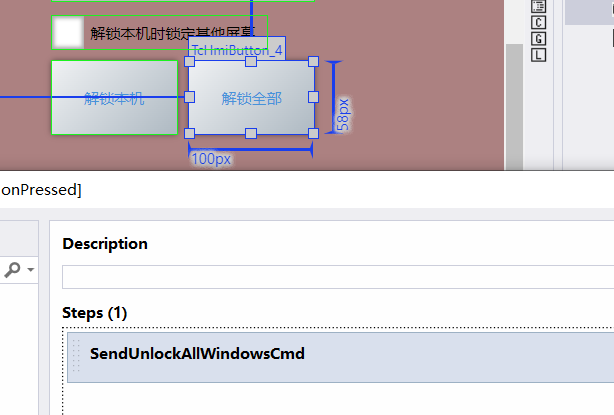 C
G
L
解锁本机时锁定其他屏幕
TcHmiButton_4
解锁本机
解锁全部
58px
100px
onPressed]
Description
Steps (1)
SendUnlockAllWindowsCmd